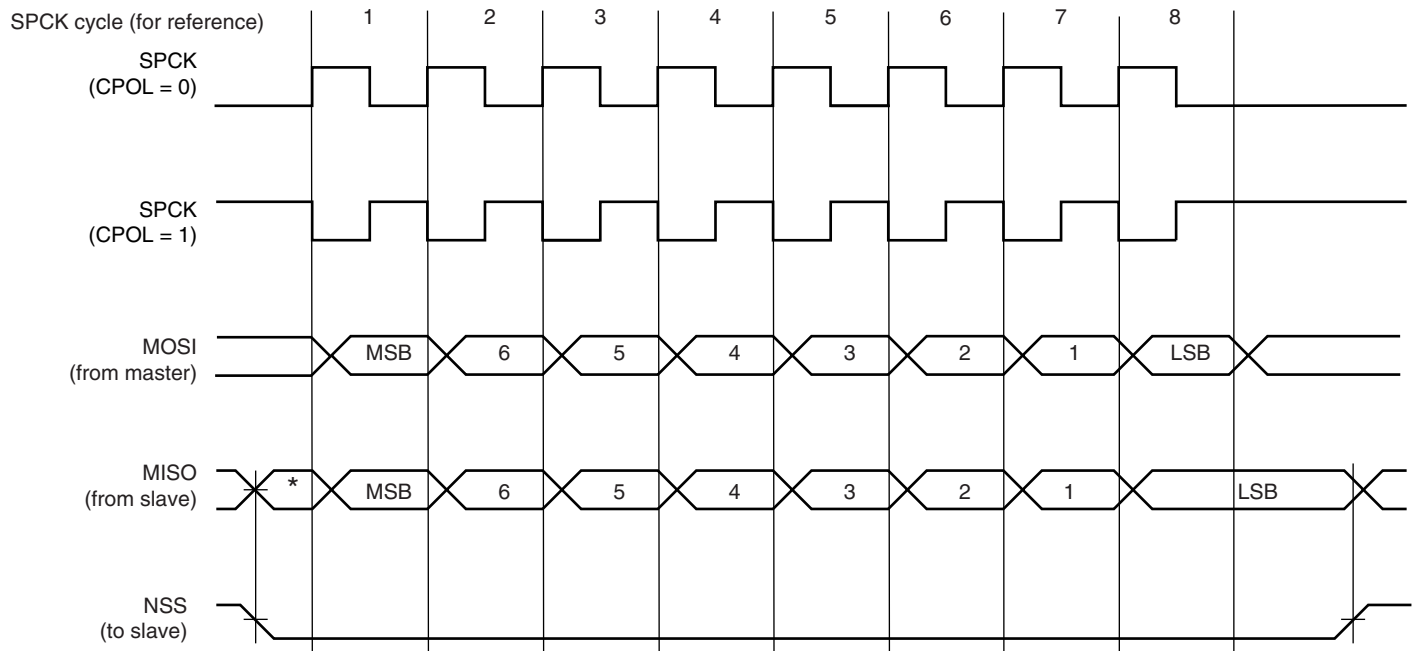 SPCK cycle (for reference) 1 2 3 4 5 6 7 8
SPCK
(CPOL = 0)
SPCK
(CPOL = 1)
MOSI
(from master)
MSB 6 5 4 3 2 1 LSB
MISO
(from slave)
* MSB 6 5 4 3 2 1 LSB
NSS
(to slave)